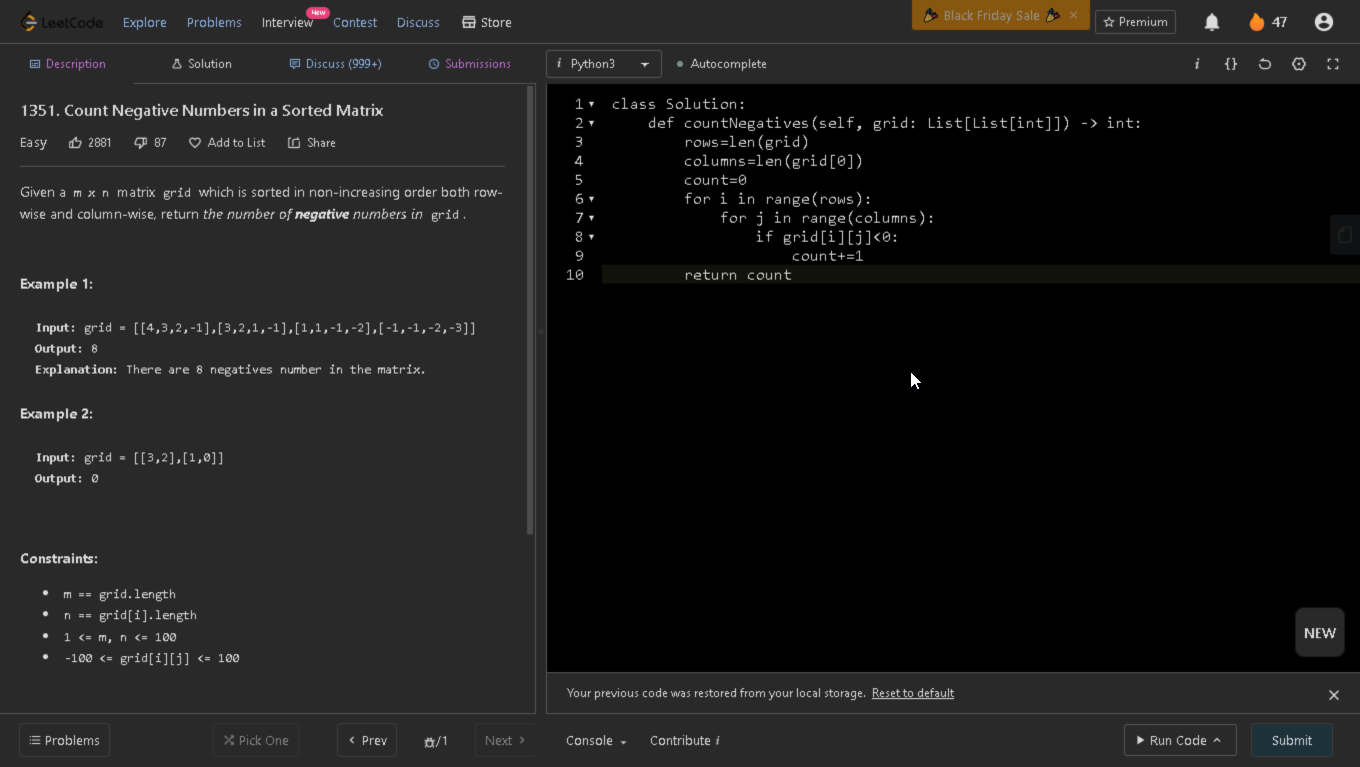 LeetCode Explore Problems Interview New Contest Discuss Store Black Friday Sale × Premium 47
Description Solution Discuss (999+) Submissions
i Python3 Autocomplete i {}
1351. Count Negative Numbers in a Sorted Matrix
Easy 2881 87 Add to List Share
Given a m x n matrix grid which is sorted in non-increasing order both row-
wise and column-wise, return the number of negative numbers in grid.
Example 1:
Input: grid = [[4,3,2,-1],[3,2,1,-1],[1,1,-1,-2],[-1,-1,-2,-3]]
Output: 8
Explanation: There are 8 negatives number in the matrix.
Example 2:
Input: grid = [[3,2],[1,0]]
Output: 0
Constraints:
• m == grid.length
• n == grid[i].length
• 1 <= m, n <= 100
• -100 <= grid[i][j] <= 100
1 class Solution:
2     def countNegatives(self, grid: List[List[int]]) -> int:
3         rows=len(grid)
4         columns=len(grid[0])
5         count=0
6         for i in range(rows):
7             for j in range(columns):
8                 if grid[i][j]<0:
9                     count+=1
10         return count
NEW
Your previous code was restored from your local storage. Reset to default ×
Problems Pick One < Prev /1 Next > Console Contribute i Run Code Submit